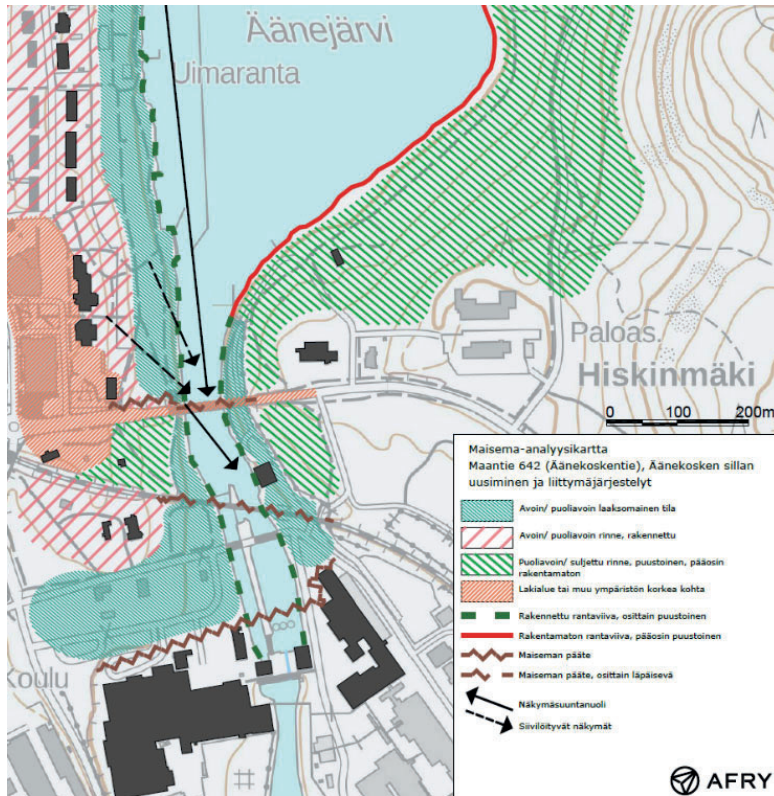 Äänejärvi
Uimaranta
Paloas.
Hiskinmäki
0 100 200m
Koulu
Maisema-analyysikartta
Maantie 642 (Äänekoskentie), Äänekosken sillan
uusiminen ja liittymäjärjestelyt
Avoin/ puoliavoin laaksomainen tila
Avoin/ puoliavoin rinne, rakennettu
Puoliavoin/ suljettu rinne, puustoinen, pääosin
rakentamaton
Lakialue tai muu ympäristön korkea kohta
Rakennettu rantaviiva, osittain puustoinen
Rakentamaton rantaviiva, pääosin puustoinen
Maiseman pääte
Maiseman pääte, osittain läpäisevä
Näkymäsuuntanuoli
Siivilöityvät näkymät
AFRY